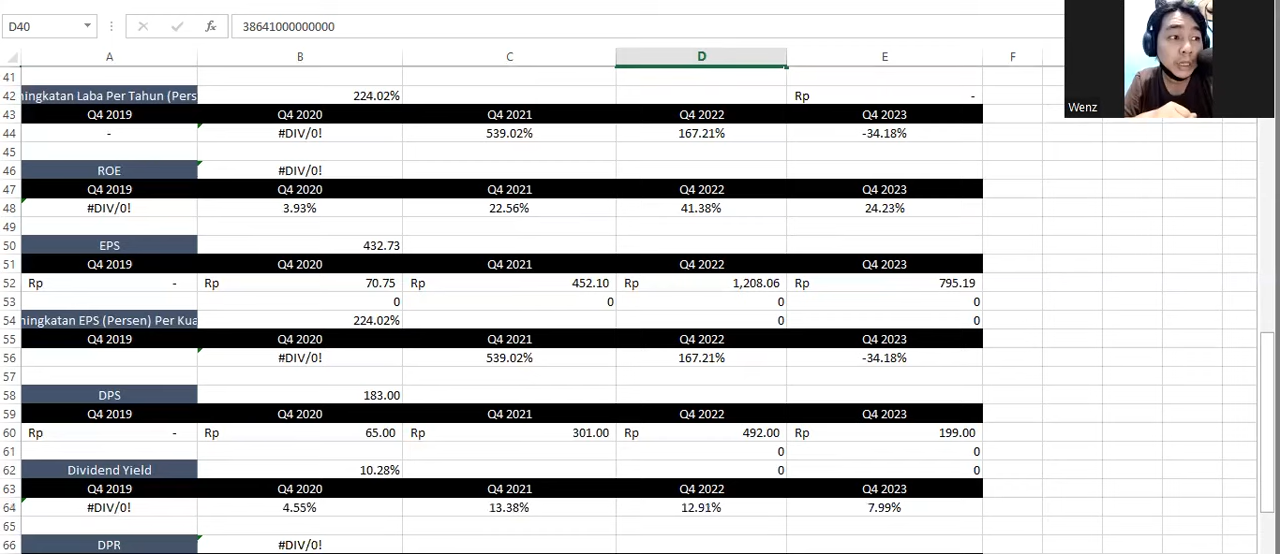 D40 fx 38641000000000
A B C D E F
41
42 ningkatan Laba Per Tahun (Pers 224.02% Rp -
43 Q4 2019 Q4 2020 Q4 2021 Q4 2022 Q4 2023
44 - #DIV/0! 539.02% 167.21% -34.18%
45
46 ROE #DIV/0!
47 Q4 2019 Q4 2020 Q4 2021 Q4 2022 Q4 2023
48 #DIV/0! 3.93% 22.56% 41.38% 24.23%
49
50 EPS 432.73
51 Q4 2019 Q4 2020 Q4 2021 Q4 2022 Q4 2023
52 Rp - Rp 70.75 Rp 452.10 Rp 1,208.06 Rp 795.19
53 0 0 0 0
54 ningkatan EPS (Persen) Per Kua 224.02% 0 0
55 Q4 2019 Q4 2020 Q4 2021 Q4 2022 Q4 2023
56 #DIV/0! 539.02% 167.21% -34.18%
57
58 DPS 183.00
59 Q4 2019 Q4 2020 Q4 2021 Q4 2022 Q4 2023
60 Rp - Rp 65.00 Rp 301.00 Rp 492.00 Rp 199.00
61 0 0
62 Dividend Yield 10.28% 0 0
63 Q4 2019 Q4 2020 Q4 2021 Q4 2022 Q4 2023
64 #DIV/0! 4.55% 13.38% 12.91% 7.99%
65
66 DPR #DIV/0!
Wenz